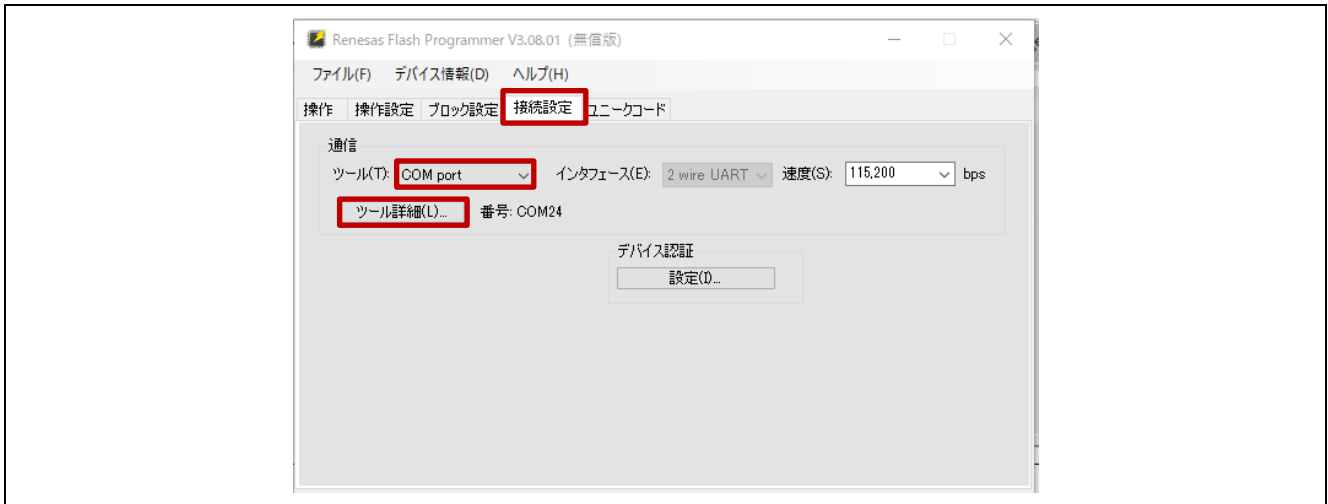 Renesas Flash Programmer V3.08.01 (無償版)
ファイル(F) デバイス情報(D) ヘルプ(H)
操作 操作設定 ブロック設定 接続設定 ユニークコード
通信
ツール(T): COM port インタフェース(E): 2 wire UART 速度(S): 115,200 bps
ツール詳細(L)... 番号: COM24
デバイス認証
設定(I)...